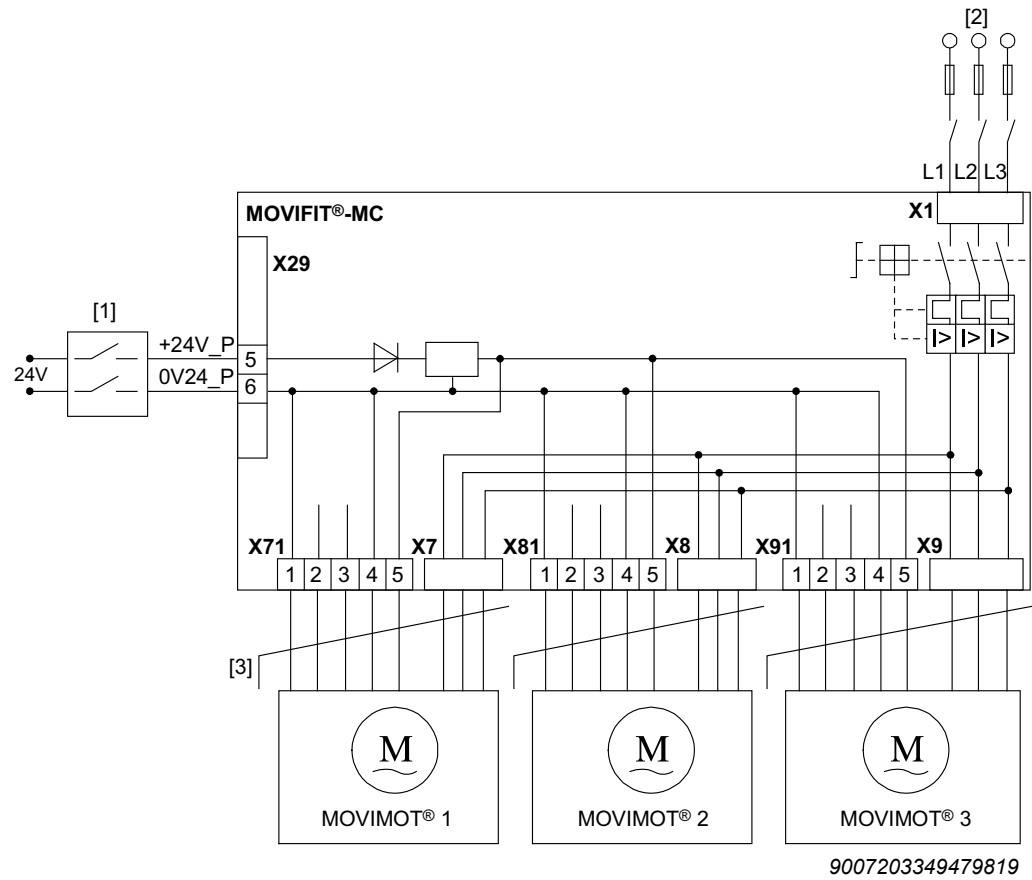 [2]
L1 L2 L3
MOVIFIT®-MC
X1
X29
[1]
+24V_P
5
24V
0V24_P
6
I> I> I>
X71 X7 X81 X8 X91 X9
1 2 3 4 5 1 2 3 4 5 1 2 3 4 5
[3]
M M M
MOVIMOT® 1 MOVIMOT® 2 MOVIMOT® 3
9007203349479819